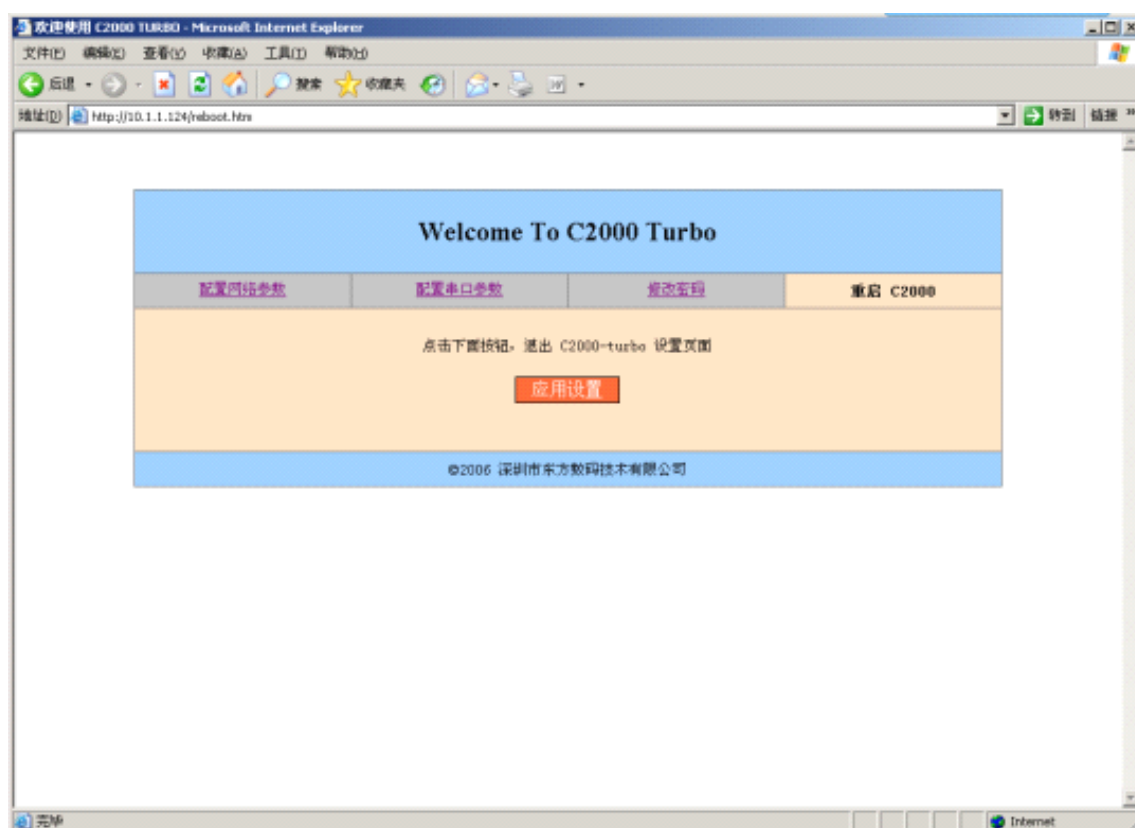 欢迎使用 C2000 TURBO - Microsoft Internet Explorer
文件(F) 编辑(E) 查看(V) 收藏(A) 工具(T) 帮助(H)
后退 搜索 收藏夹
地址(D) http://10.1.1.124/reboot.htm 转到 链接 »
Welcome To C2000 Turbo
配置网络参数 配置串口参数 修改密码 重启 C2000
点击下面按钮，退出 C2000-turbo 设置页面
应用设置
©2006 深圳市东方数码技术有限公司
完毕 Internet